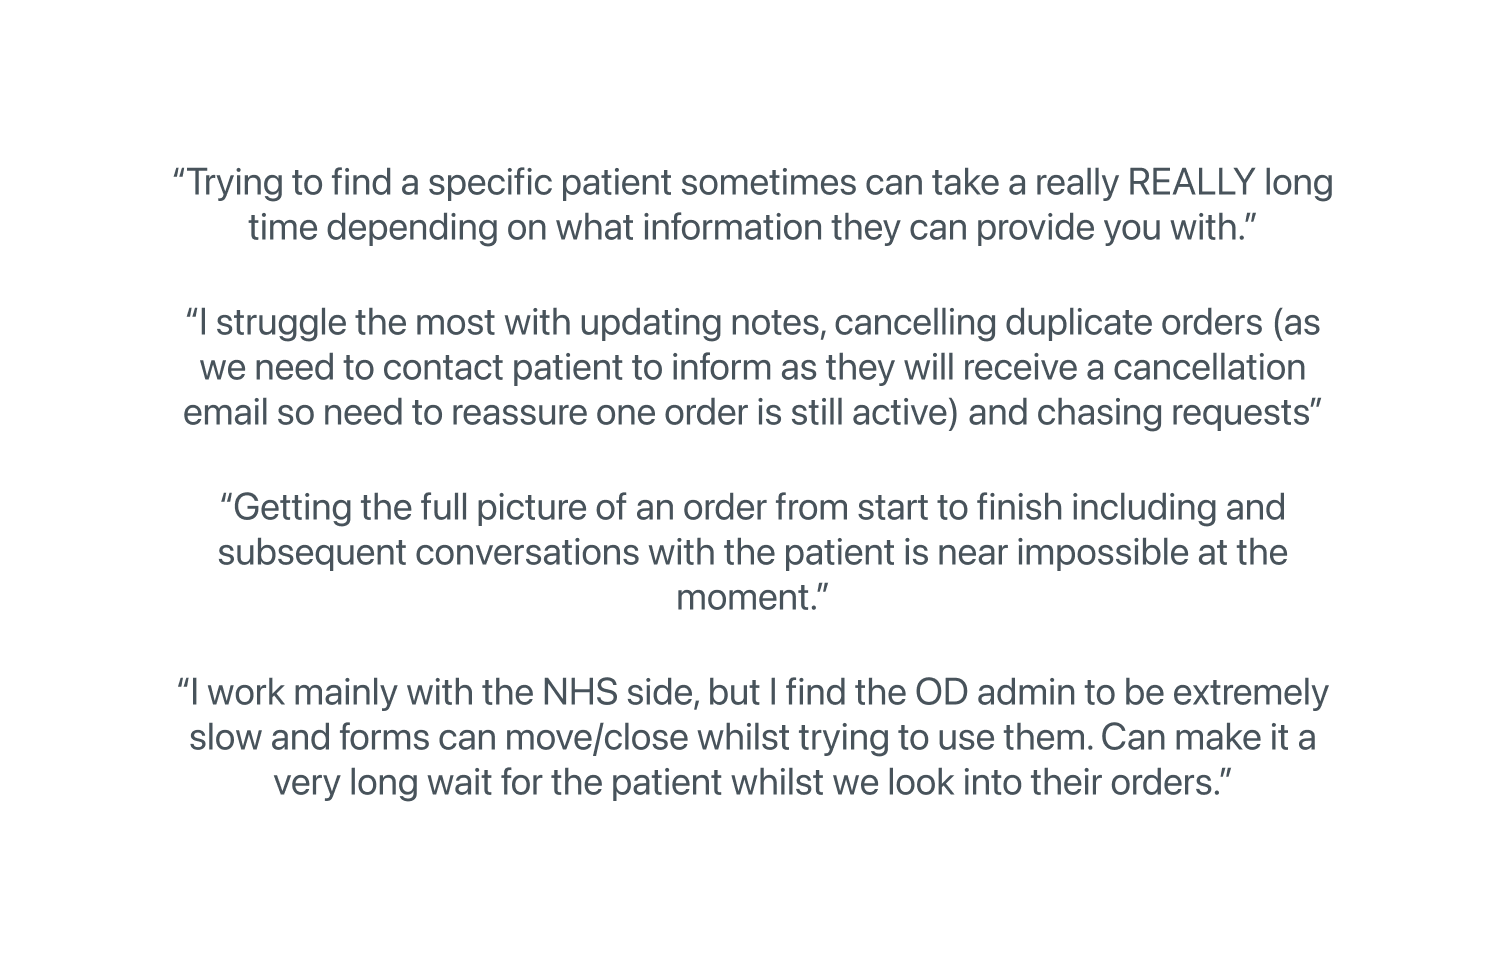 “Trying to find a specific patient sometimes can take a really REALLY long
time depending on what information they can provide you with.”
“I struggle the most with updating notes, cancelling duplicate orders (as
we need to contact patient to inform as they will receive a cancellation
email so need to reassure one order is still active) and chasing requests”
“Getting the full picture of an order from start to finish including and
subsequent conversations with the patient is near impossible at the
moment.”
“I work mainly with the NHS side, but I find the OD admin to be extremely
slow and forms can move/close whilst trying to use them. Can make it a
very long wait for the patient whilst we look into their orders.”